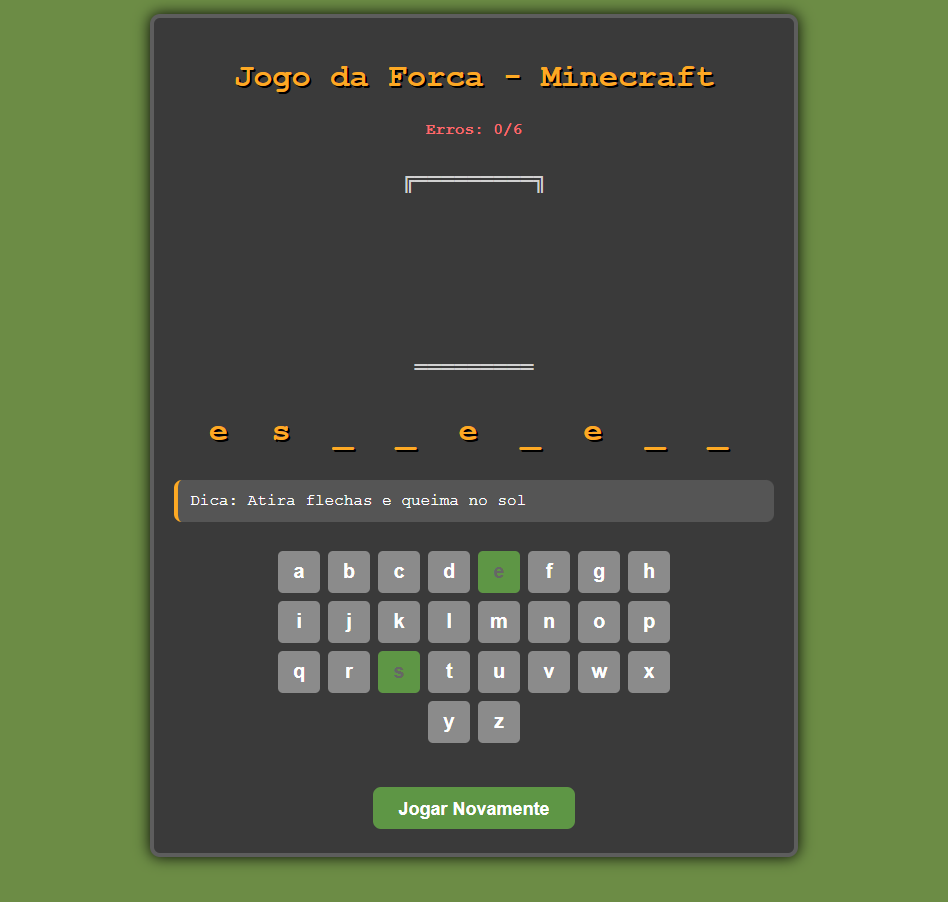 Jogo da Forca - Minecraft
Erros: 0/6
╔══════════╗
═════════
e s _ _ e _ e _ _
Dica: Atira flechas e queima no sol
a b c d e f g h
i j k l m n o p
q r s t u v w x
y z
Jogar Novamente